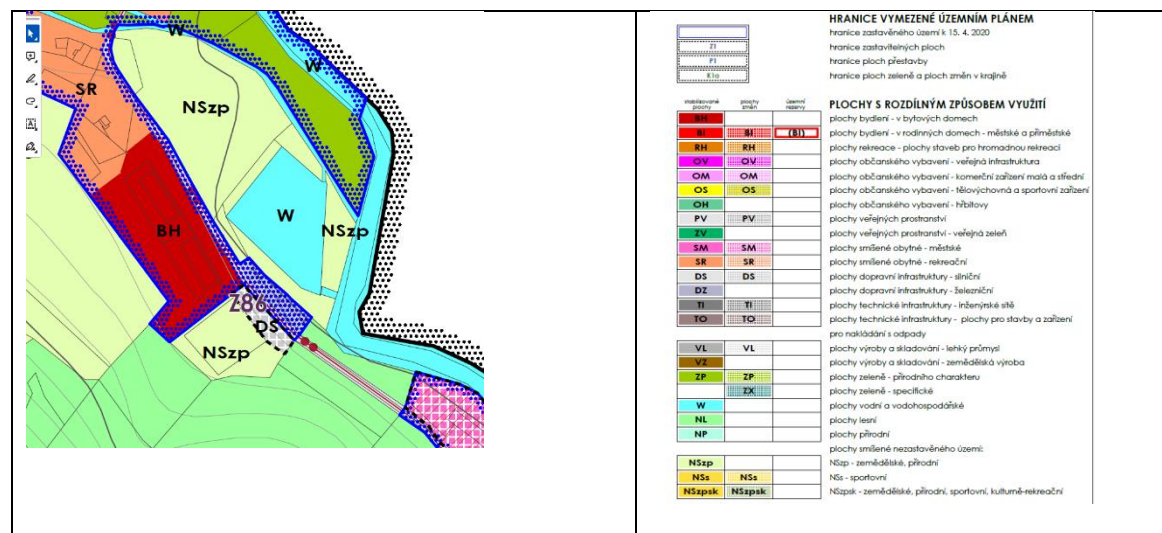 W
SR
NSzp
W
W
NSzp
BH
Z86
DS
NSzp
HRANICE VYMEZENÉ ÚZEMNÍM PLÁNEM
hranice zastavěného území k 15. 4. 2020
Z1 hranice zastavitelných ploch
P1 hranice ploch přestavby
K1o hranice ploch zeleně a ploch změn v krajině
stabilizované plochy plochy změn územní rezervy PLOCHY S ROZDÍLNÝM ZPŮSOBEM VYUŽITÍ
BH plochy bydlení - v bytových domech
BI BI (BI) plochy bydlení - v rodinných domech - městské a příměstské
RH RH plochy rekreace - plochy staveb pro hromadnou rekreaci
OV OV plochy občanského vybavení - veřejná infrastruktura
OM OM plochy občanského vybavení - komerční zařízení malá a střední
OS OS plochy občanského vybavení - tělovýchovná a sportovní zařízení
OH plochy občanského vybavení - hřbitovy
PV PV plochy veřejných prostranství
ZV plochy veřejných prostranství - veřejná zeleň
SM SM plochy smíšené obytné - městské
SR SR plochy smíšené obytné - rekreační
DS DS plochy dopravní infrastruktury - silniční
DZ plochy dopravní infrastruktury - železniční
TI TI plochy technické infrastruktury - inženýrské sítě
TO TO plochy technické infrastruktury - plochy pro stavby a zařízení
pro nakládání s odpady
VL VL plochy výroby a skladování - lehký průmysl
VZ plochy výroby a skladování - zemědělská výroba
ZP ZP plochy zeleně - přírodního charakteru
ZX plochy zeleně - specifické
W plochy vodní a vodohospodářské
NL plochy lesní
NP plochy přírodní
plochy smíšené nezastavěného území:
NSzp NSzp - zemědělské, přírodní
NSs NSs NSs - sportovní
NSzpsk NSzpsk NSzpsk - zemědělské, přírodní, sportovní, kulturně-rekreační